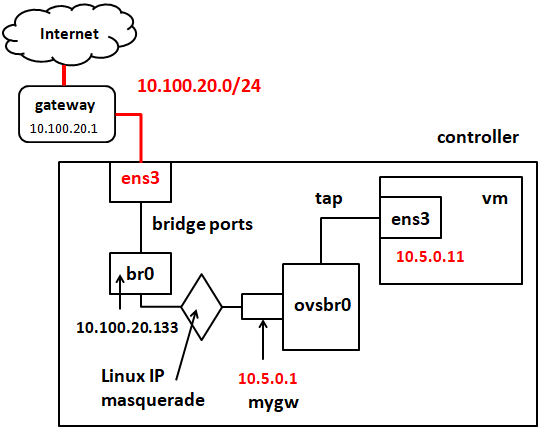 Internet
10.100.20.0/24
gateway
10.100.20.1
controller
ens3
tap
vm
ens3
bridge ports
10.5.0.11
br0
ovsbr0
10.100.20.133
Linux IP
masquerade
10.5.0.1
mygw